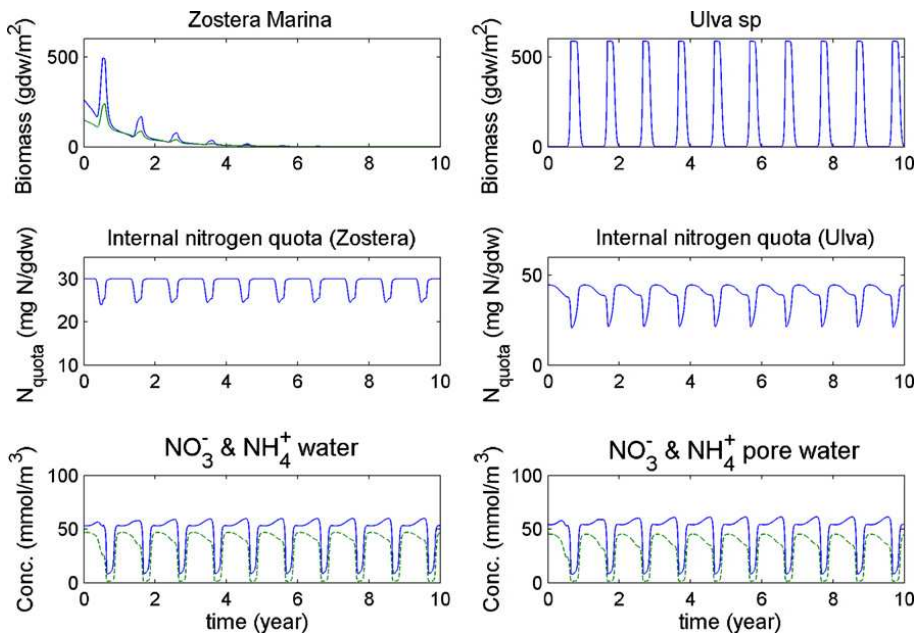 Zostera Marina
Biomass (gdw/m²)
500
0
0 2 4 6 8 10
Ulva sp
Biomass (gdw/m²)
500
0
0 2 4 6 8 10
Internal nitrogen quota (Zostera)
N_quota (mg N/gdw)
30
20
10
0 2 4 6 8 10
Internal nitrogen quota (Ulva)
N_quota (mg N/gdw)
50
0
0 2 4 6 8 10
NO₃⁻ & NH₄⁺ water
Conc. (mmol/m³)
100
50
0
0 2 4 6 8 10
time (year)
NO₃⁻ & NH₄⁺ pore water
Conc. (mmol/m³)
100
50
0
0 2 4 6 8 10
time (year)